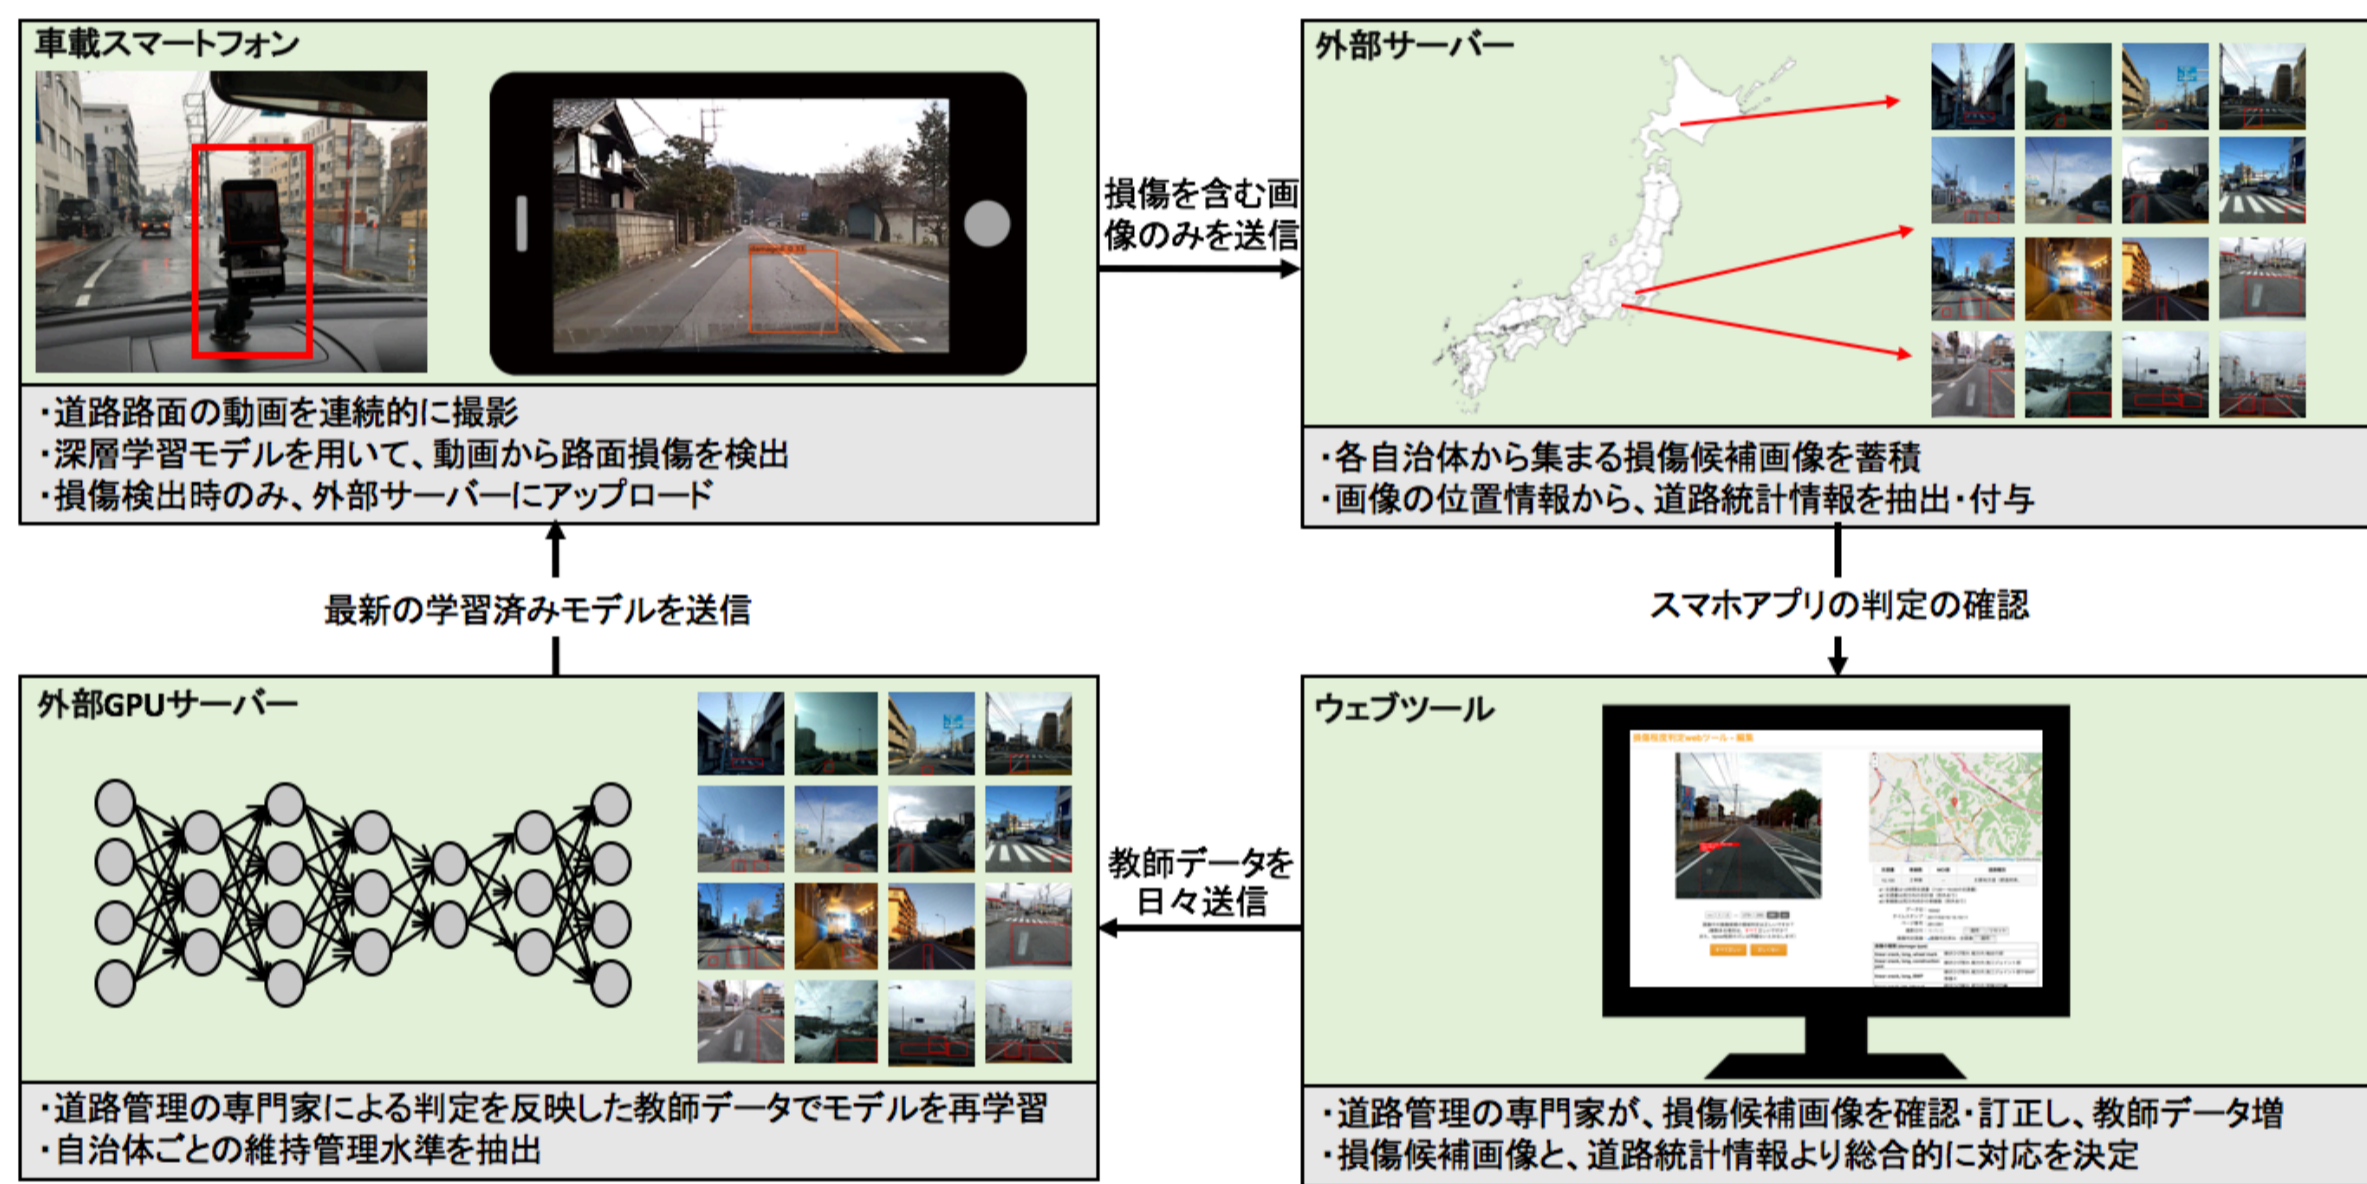 車載スマートフォン
・道路路面の動画を連続的に撮影
・深層学習モデルを用いて、動画から路面損傷を検出
・損傷検出時のみ、外部サーバーにアップロード
損傷を含む画
像のみを送信
外部サーバー
・各自治体から集まる損傷候補画像を蓄積
・画像の位置情報から、道路統計情報を抽出・付与
最新の学習済みモデルを送信
スマホアプリの判定の確認
外部GPUサーバー
・道路管理の専門家による判定を反映した教師データでモデルを再学習
・自治体ごとの維持管理水準を抽出
教師データを
日々送信
ウェブツール
損傷程度判定webツール - 編集
・道路管理の専門家が、損傷候補画像を確認・訂正し、教師データ増
・損傷候補画像と、道路統計情報より総合的に対応を決定